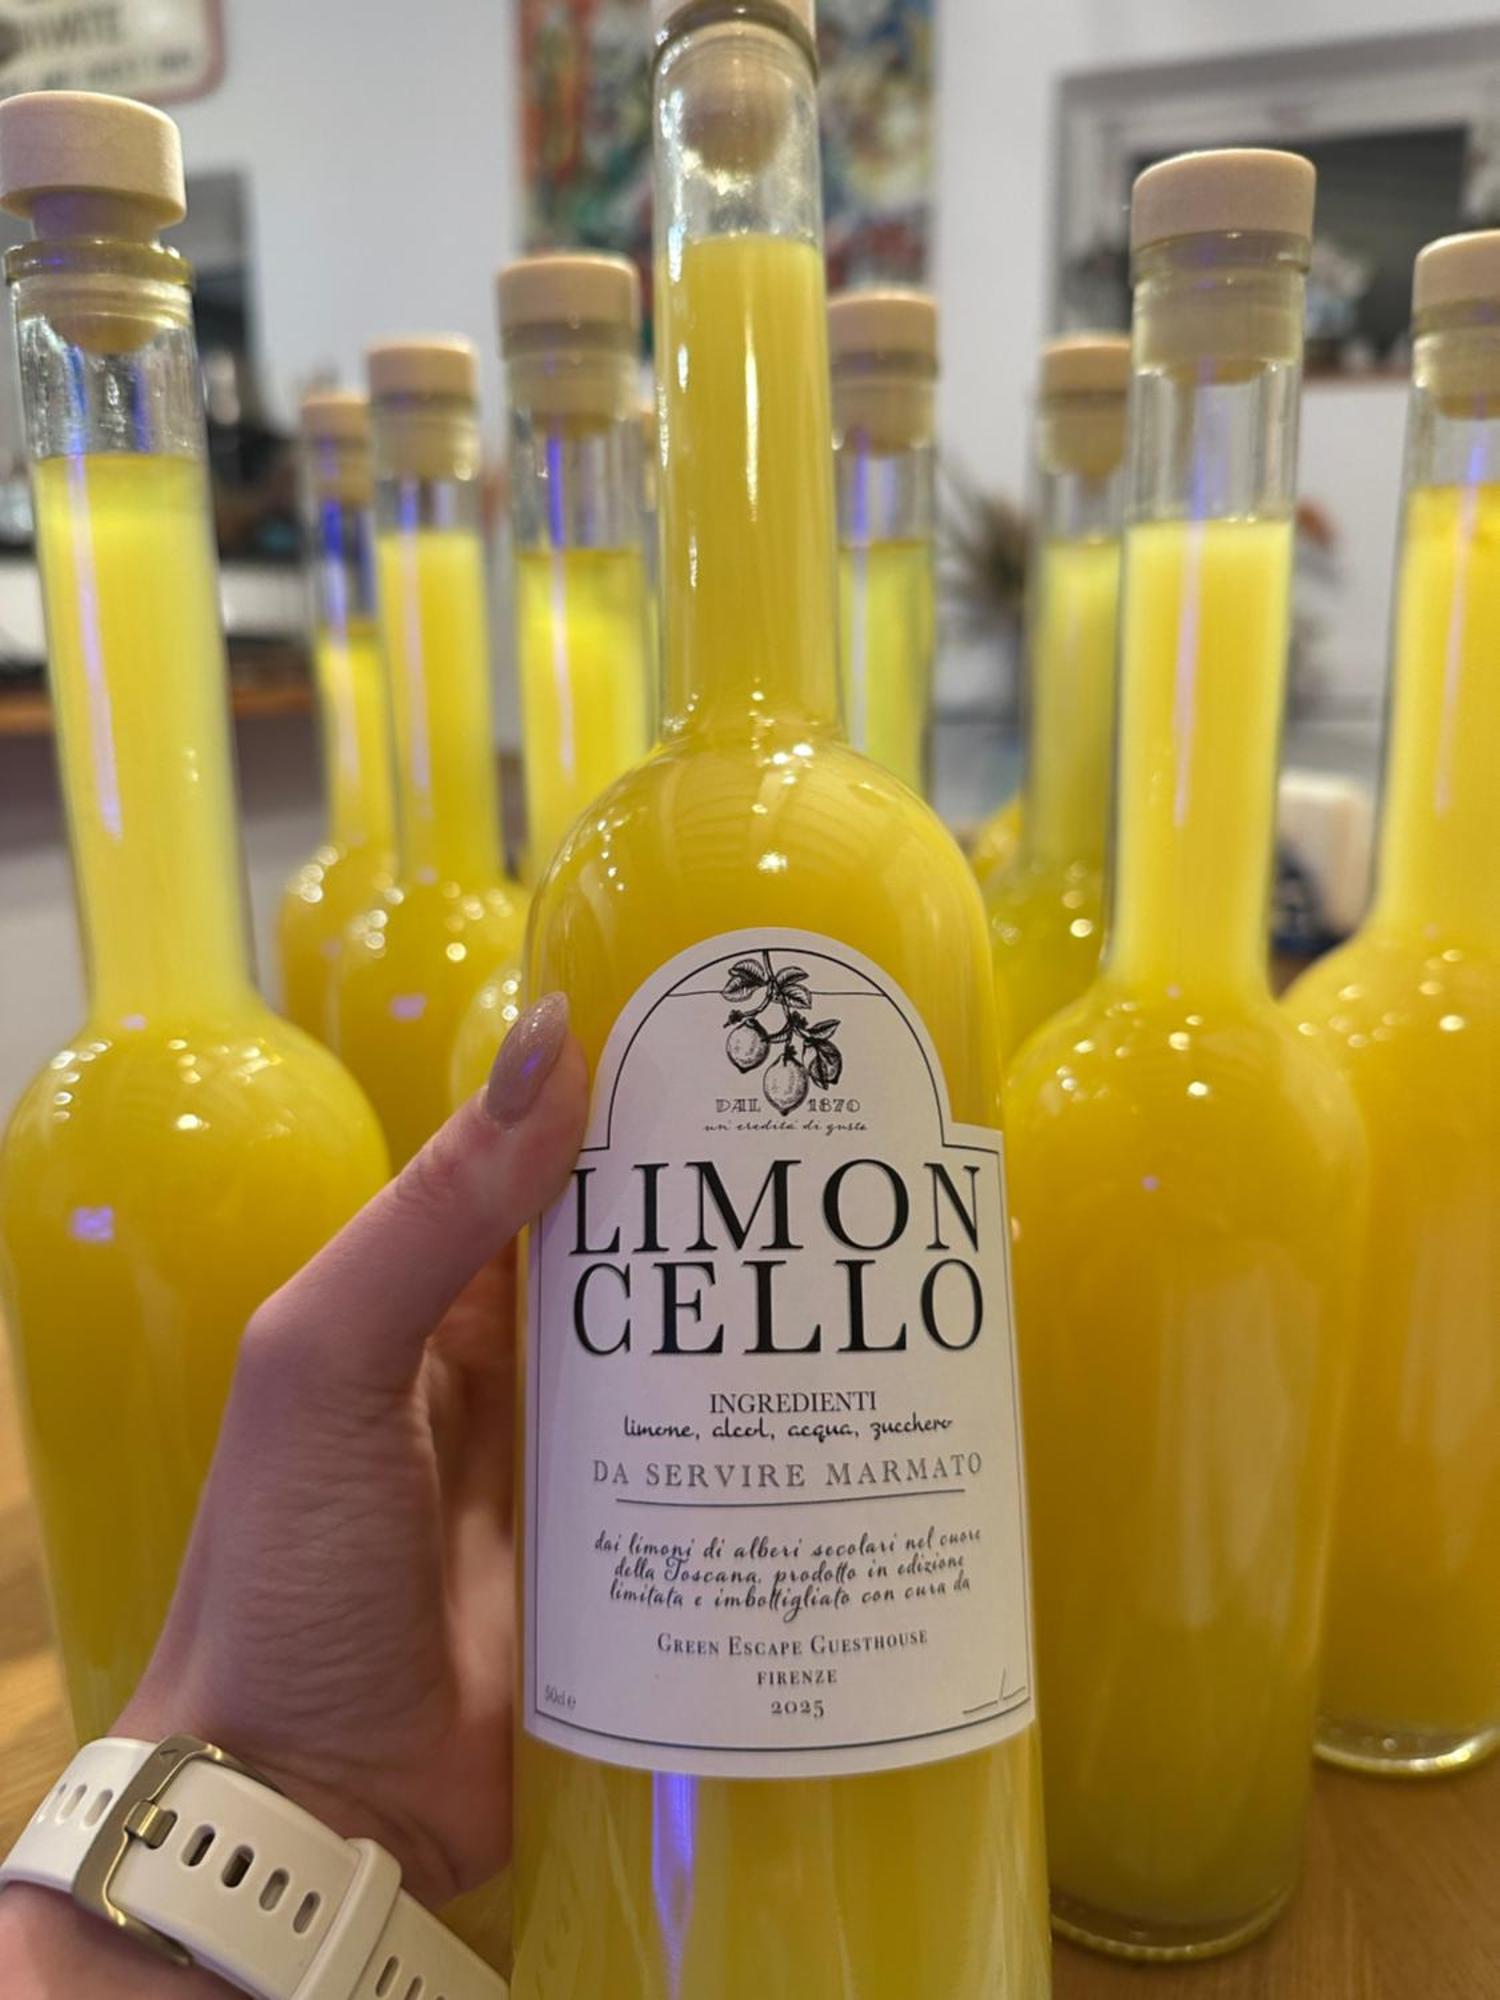 DAL 1870
un'eredità di gusto
LIMON
CELLO
INGREDIENTI
limone, alcol, acqua, zucchero
DA SERVIRE MARMATO
dai limoni di alberi secolari nel cuore
della Toscana, prodotto in edizione
limitata e imbottigliato con cura da
GREEN ESCAPE GUESTHOUSE
FIRENZE
2025
50cl e